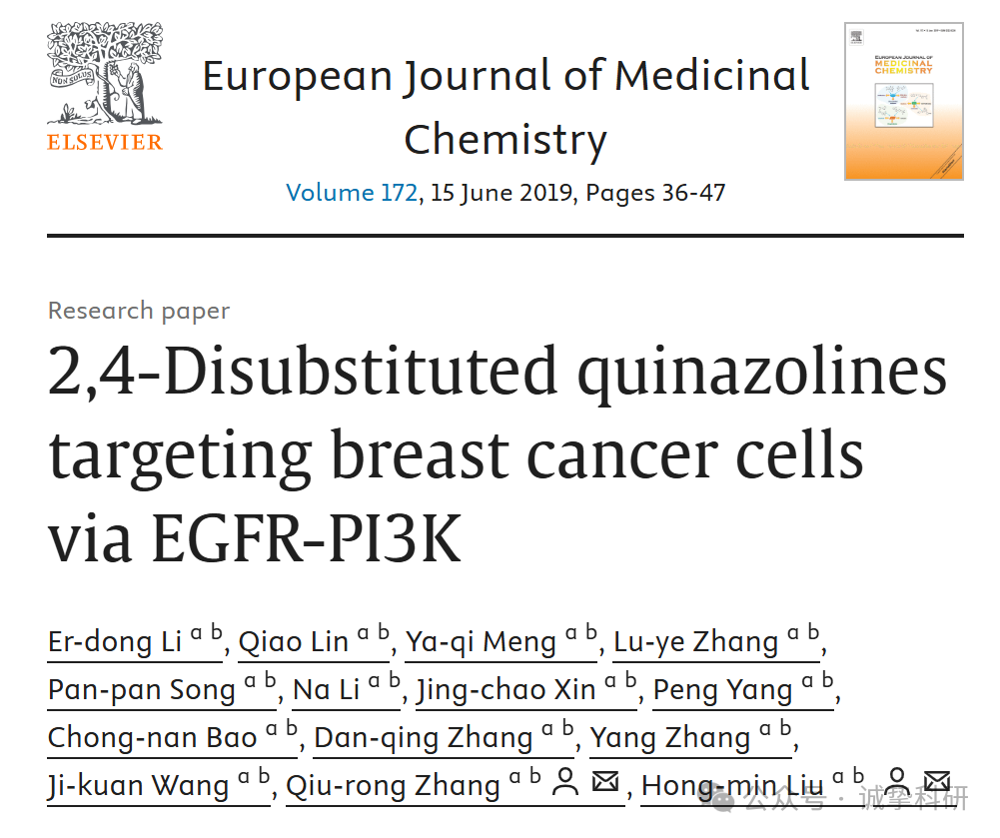 European Journal of Medicinal
Chemistry
Volume 172, 15 June 2019, Pages 36-47
NON SOLUS
ELSEVIER
EUROPEAN JOURNAL OF
MEDICINAL
CHEMISTRY
Research paper
2,4-Disubstituted quinazolines
targeting breast cancer cells
via EGFR-PI3K
Er-dong Li a b, Qiao Lin a b, Ya-qi Meng a b, Lu-ye Zhang a b,
Pan-pan Song a b, Na Li a b, Jing-chao Xin a b, Peng Yang a b,
Chong-nan Bao a b, Dan-qing Zhang a b, Yang Zhang a b,
Ji-kuan Wang a b, Qiu-rong Zhang a b, Hong-min Liu a b
公众号 · 诚挚科研